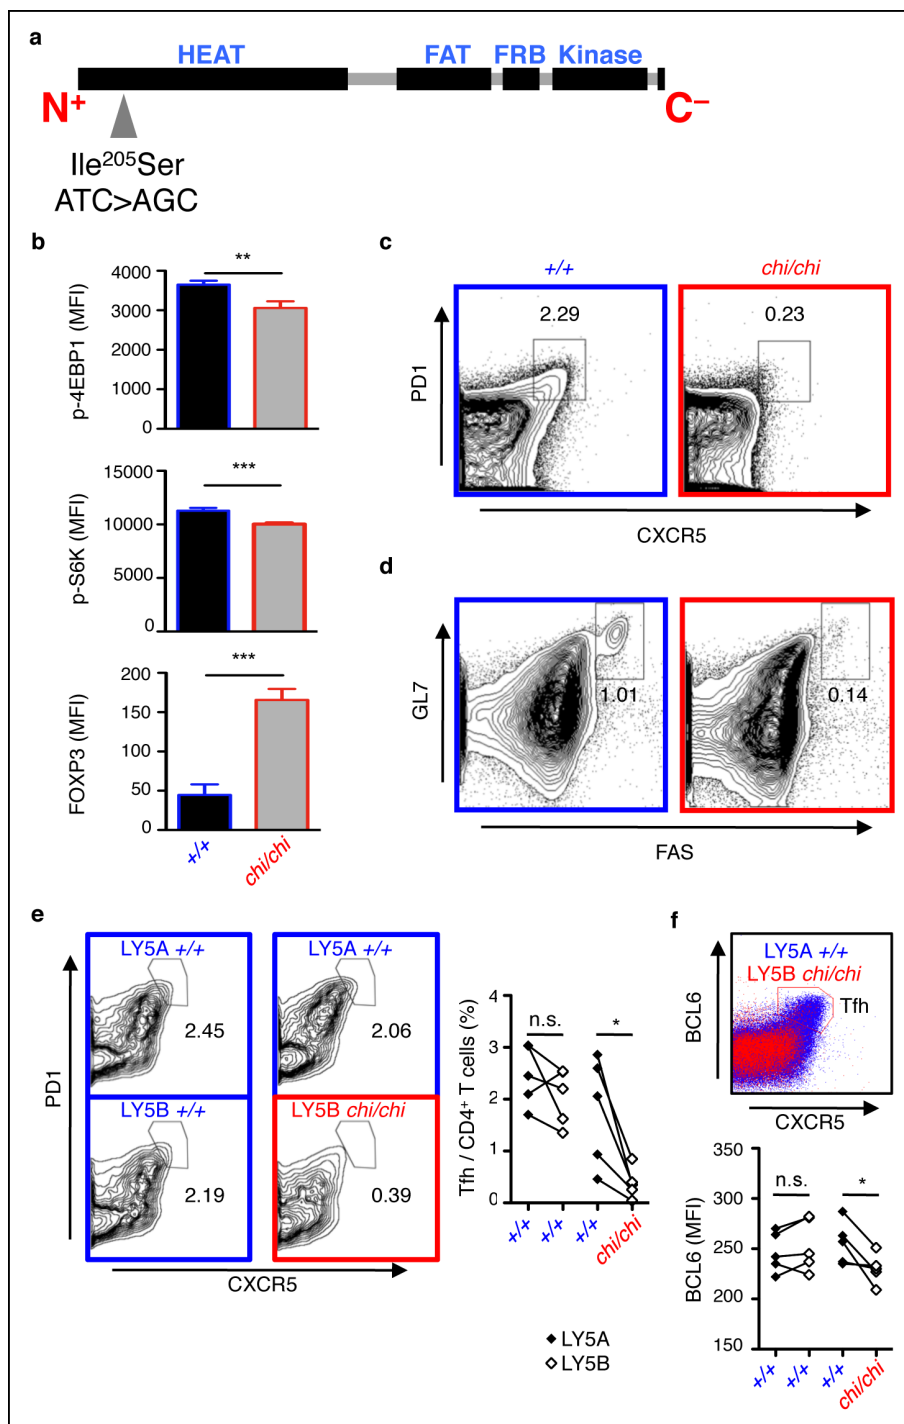 a
HEAT FAT FRB Kinase
N+ C–
Ile205Ser
ATC>AGC
b
**
4000
3000
2000
1000
0
p-4EBP1 (MFI)
***
15000
10000
5000
0
p-S6K (MFI)
***
200
150
100
50
0
FOXP3 (MFI)
+/+ chi/chi
c
+/+ chi/chi
2.29 0.23
PD1
CXCR5
d
1.01 0.14
GL7
FAS
e
LY5A +/+ LY5A +/+
2.45 2.06
LY5B +/+ LY5B chi/chi
2.19 0.39
PD1
CXCR5
4
3
2
1
0
Tfh / CD4+ T cells (%)
n.s. *
+/+ +/+ +/+ chi/chi
LY5A
LY5B
f
LY5A +/+
LY5B chi/chi
Tfh
BCL6
CXCR5
350
300
250
200
150
BCL6 (MFI)
n.s. *
+/+ +/+ +/+ chi/chi